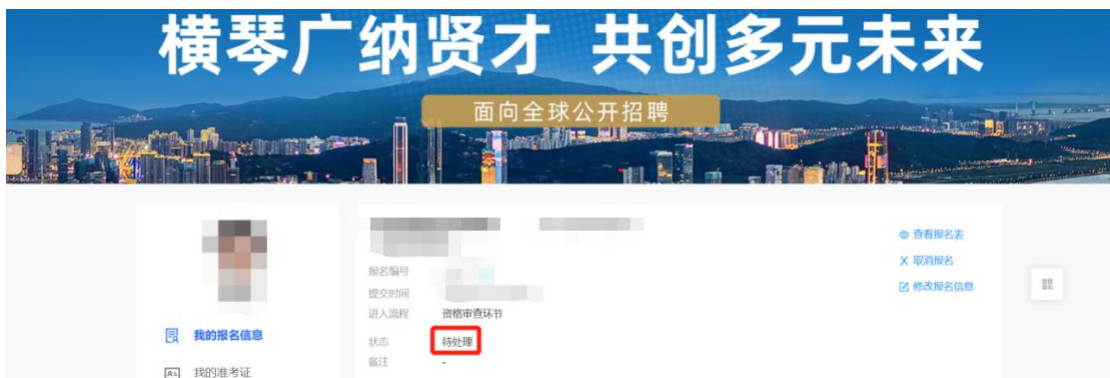 横琴广纳贤才 共创多元未来
面向全球公开招聘
查看报名表
取消报名
修改报名信息
报名编号
提交时间
进入流程 资格审查环节
状态 待处理
备注 -
我的报名信息
我的准考证